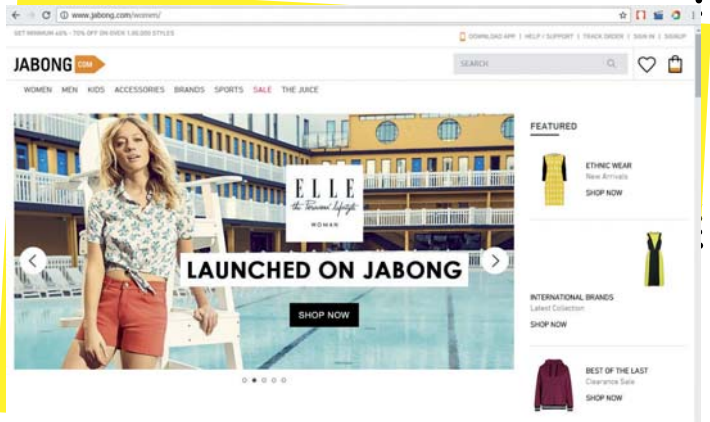 www.jabong.com/women/
GET MINIMUM 40% - 70% OFF ON OVER 1,00,000 STYLES
DOWNLOAD APP | HELP / SUPPORT | TRACK ORDER | SIGN IN | SIGNUP
JABONG COM
SEARCH
WOMEN MEN KIDS ACCESSORIES BRANDS SPORTS SALE THE JUICE
FEATURED
ETHNIC WEAR
New Arrivals
SHOP NOW
ELLE
the Parisian lifestyle
WOMAN
LAUNCHED ON JABONG
SHOP NOW
INTERNATIONAL BRANDS
Latest Collection
SHOP NOW
BEST OF THE LAST
Clearance Sale
SHOP NOW